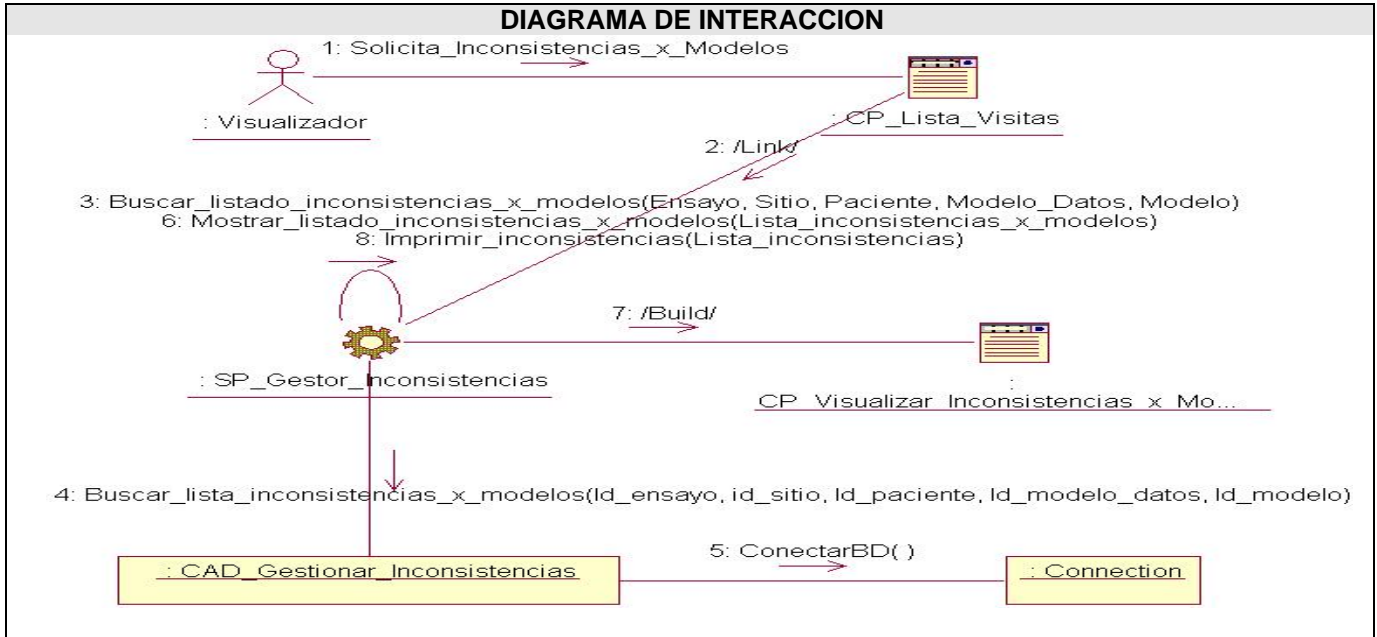 DIAGRAMA DE INTERACCION
1: Solicita_Inconsistencias_x_Modelos
: Visualizador
: CP_Lista_Visitas
2: /Link/
3: Buscar_listado_inconsistencias_x_modelos(Ensayo, Sitio, Paciente, Modelo_Datos, Modelo)
6: Mostrar_listado_inconsistencias_x_modelos(Lista_inconsistencias_x_modelos)
8: Imprimir_inconsistencias(Lista_inconsistencias)
7: /Build/
: SP_Gestor_Inconsistencias
:
CP_Visualizar_Inconsistencias_x_Mo...
4: Buscar_lista_inconsistencias_x_modelos(Id_ensayo, id_sitio, Id_paciente, Id_modelo_datos, Id_modelo)
5: ConectarBD( )
: CAD_Gestionar_Inconsistencias
: Connection